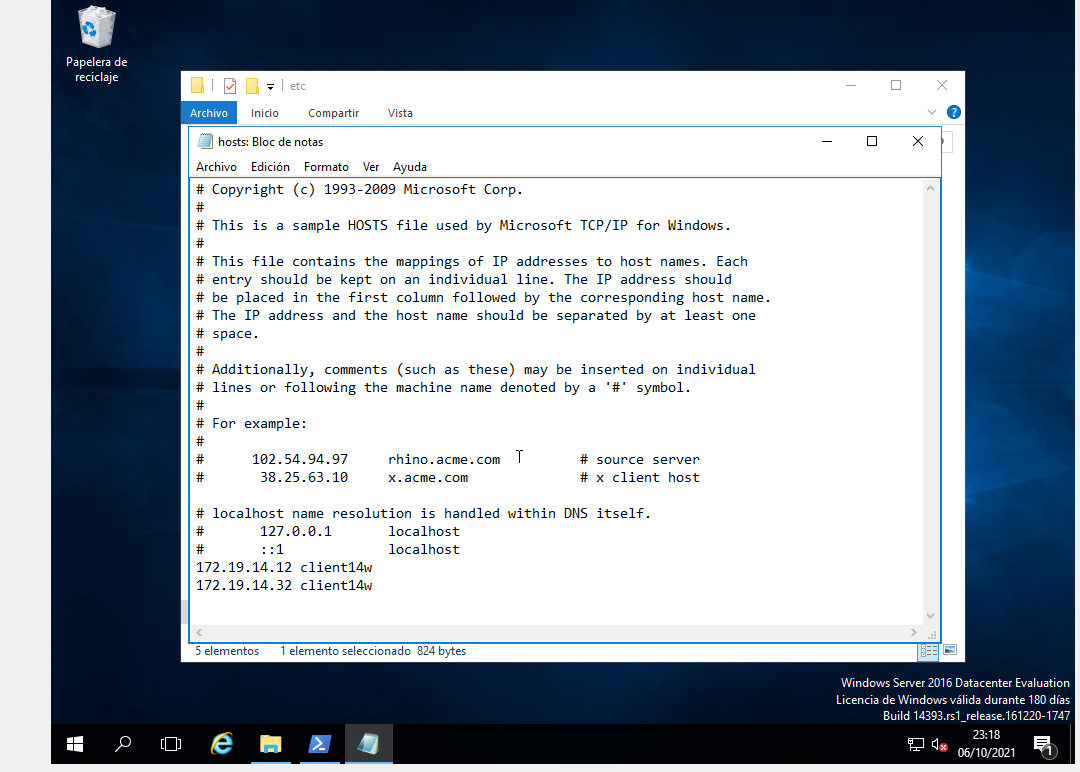 Papelera de
reciclaje
etc
Archivo Inicio Compartir Vista
hosts: Bloc de notas
Archivo Edición Formato Ver Ayuda
# Copyright (c) 1993-2009 Microsoft Corp.
#
# This is a sample HOSTS file used by Microsoft TCP/IP for Windows.
#
# This file contains the mappings of IP addresses to host names. Each
# entry should be kept on an individual line. The IP address should
# be placed in the first column followed by the corresponding host name.
# The IP address and the host name should be separated by at least one
# space.
#
# Additionally, comments (such as these) may be inserted on individual
# lines or following the machine name denoted by a '#' symbol.
#
# For example:
#
#      102.54.94.97     rhino.acme.com          # source server
#       38.25.63.10     x.acme.com              # x client host

# localhost name resolution is handled within DNS itself.
#       127.0.0.1       localhost
#       ::1             localhost
172.19.14.12 client14w
172.19.14.32 client14w
5 elementos 1 elemento seleccionado 824 bytes
Windows Server 2016 Datacenter Evaluation
Licencia de Windows válida durante 180 días
Build 14393.rs1_release.161220-1747
23:18
06/10/2021
1